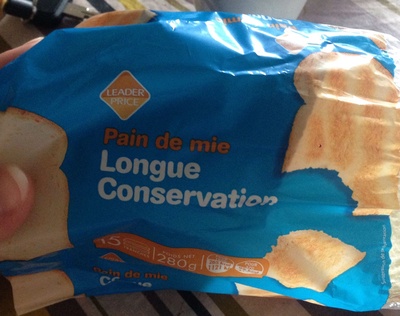 LEADER
PRICE
Pain de mie
Longue
Conservation
15
280g
Pain de mie